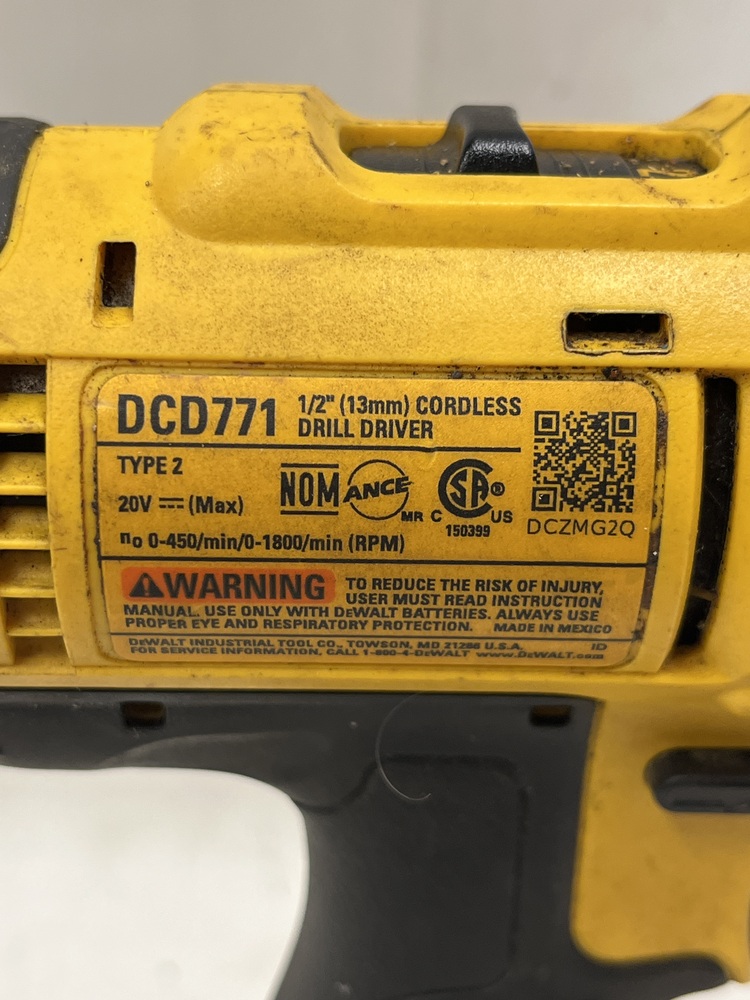 2
DCD771 1/2" (13mm) CORDLESS
DRILL DRIVER
TYPE 2
20V ⎓ (Max)
NOM ANCE MR
C SA ® US
150399
DCZMG2Q
n₀ 0-450/min/0-1800/min (RPM)
⚠WARNING TO REDUCE THE RISK OF INJURY,
USER MUST READ INSTRUCTION
MANUAL. USE ONLY WITH DEWALT BATTERIES. ALWAYS USE
PROPER EYE AND RESPIRATORY PROTECTION. MADE IN MEXICO
DEWALT INDUSTRIAL TOOL CO., TOWSON, MD 21286 U.S.A. ID
FOR SERVICE INFORMATION, CALL 1-800-4-DEWALT www.DEWALT.com